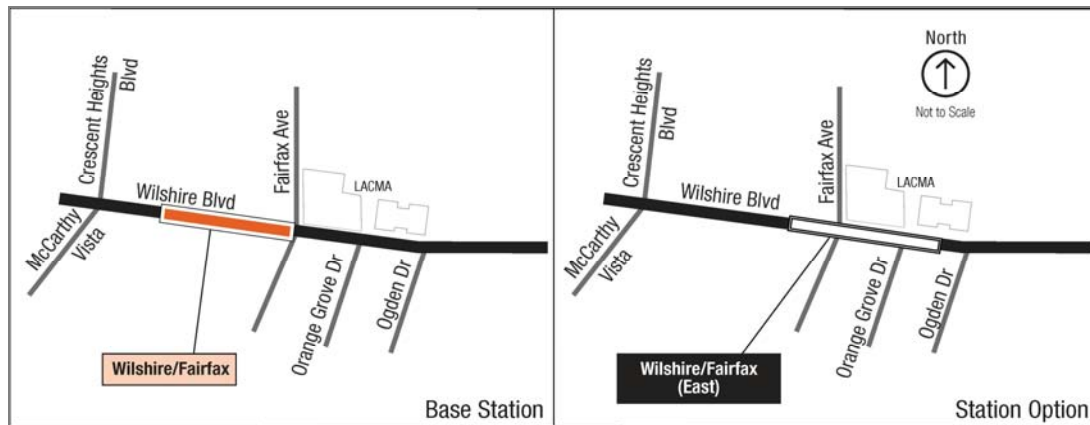 Crescent Heights
Blvd
Fairfax Ave
LACMA
Wilshire Blvd
McCarthy
Vista
Orange Grove Dr
Ogden Dr
Wilshire/Fairfax
Base Station
North
Not to Scale
Crescent Heights
Blvd
Fairfax Ave
LACMA
Wilshire Blvd
McCarthy
Vista
Orange Grove Dr
Ogden Dr
Wilshire/Fairfax
(East)
Station Option